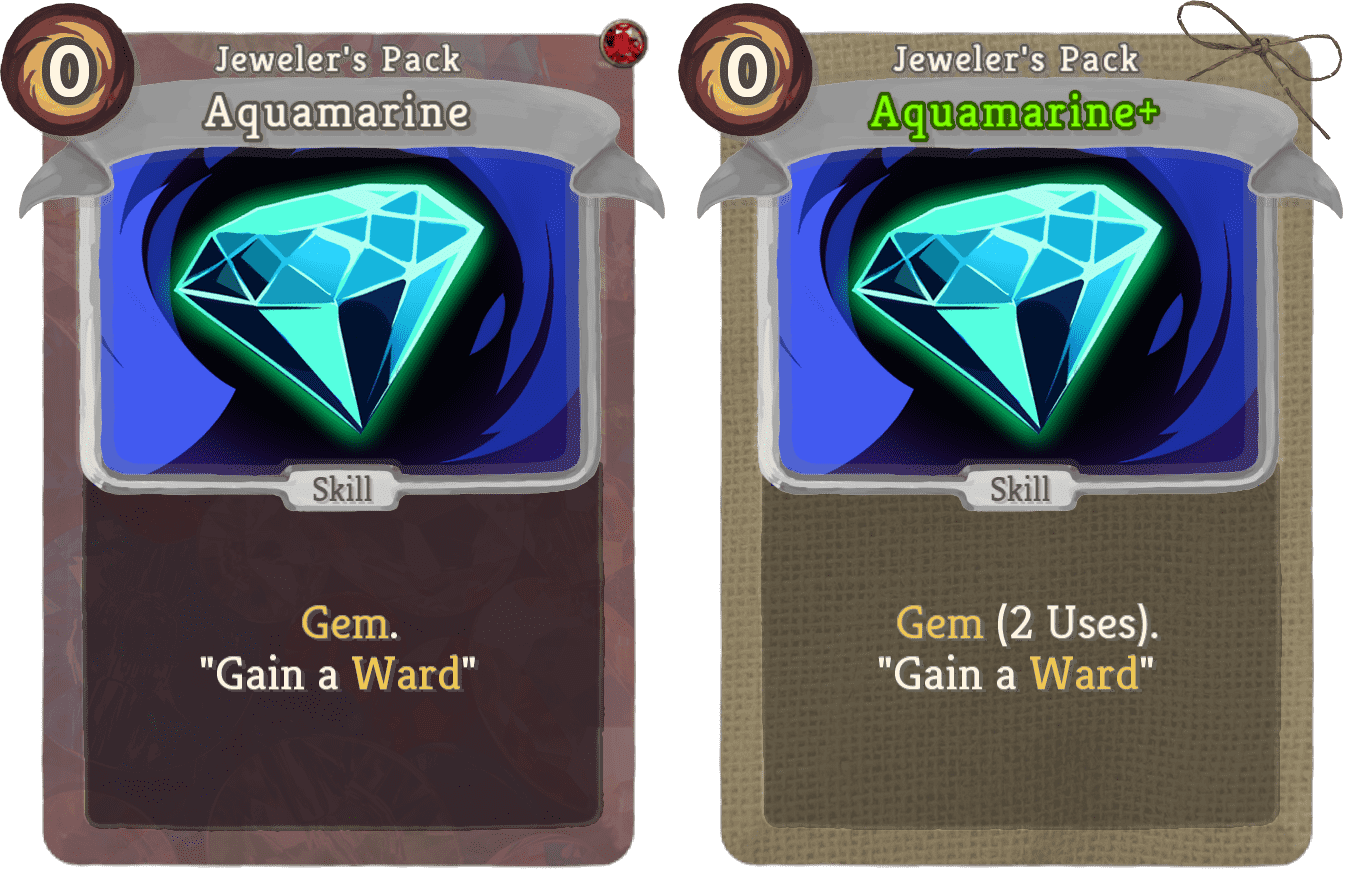 0
Jeweler's Pack
Aquamarine
Skill
Gem.
"Gain a Ward"
0
Jeweler's Pack
Aquamarine+
Skill
Gem (2 Uses).
"Gain a Ward"